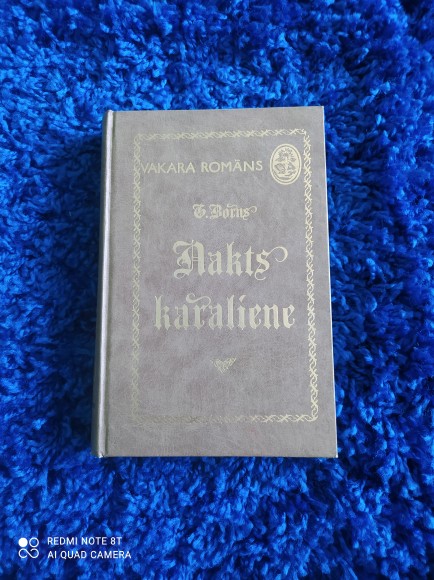 VAKARA ROMĀNS
G. Borns
Nakts
karaliene
REDMI NOTE 8T
AI QUAD CAMERA